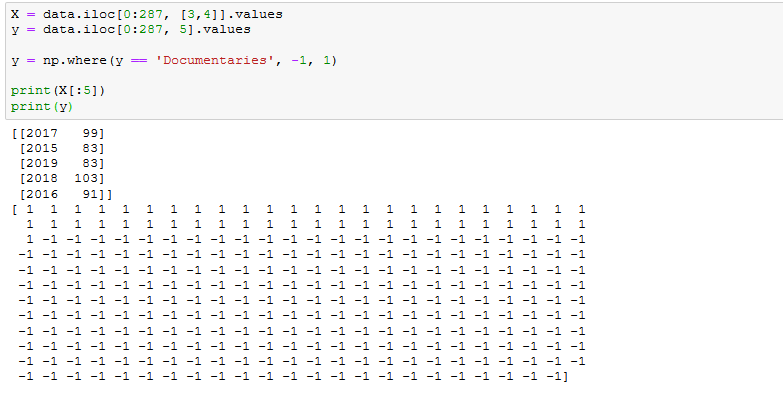 X = data.iloc[0:287, [3,4]].values
y = data.iloc[0:287, 5].values
y = np.where(y == 'Documentaries', -1, 1)
print(X[:5])
print(y)
[[2017   99]
 [2015   83]
 [2019   83]
 [2018  103]
 [2016   91]]
[ 1  1  1  1  1  1  1  1  1  1  1  1  1  1  1  1  1  1  1  1  1  1  1  1
  1  1  1  1  1  1  1  1  1  1  1  1  1  1  1  1  1  1  1  1  1  1  1  1
  1 -1 -1 -1 -1 -1 -1 -1 -1 -1 -1 -1 -1 -1 -1 -1 -1 -1 -1 -1 -1 -1 -1 -1
 -1 -1 -1 -1 -1 -1 -1 -1 -1 -1 -1 -1 -1 -1 -1 -1 -1 -1 -1 -1 -1 -1 -1 -1
 -1 -1 -1 -1 -1 -1 -1 -1 -1 -1 -1 -1 -1 -1 -1 -1 -1 -1 -1 -1 -1 -1 -1 -1
 -1 -1 -1 -1 -1 -1 -1 -1 -1 -1 -1 -1 -1 -1 -1 -1 -1 -1 -1 -1 -1 -1 -1 -1
 -1 -1 -1 -1 -1 -1 -1 -1 -1 -1 -1 -1 -1 -1 -1 -1 -1 -1 -1 -1 -1 -1 -1 -1
 -1 -1 -1 -1 -1 -1 -1 -1 -1 -1 -1 -1 -1 -1 -1 -1 -1 -1 -1 -1 -1 -1 -1 -1
 -1 -1 -1 -1 -1 -1 -1 -1 -1 -1 -1 -1 -1 -1 -1 -1 -1 -1 -1 -1 -1 -1 -1 -1
 -1 -1 -1 -1 -1 -1 -1 -1 -1 -1 -1 -1 -1 -1 -1 -1 -1 -1 -1 -1 -1 -1 -1 -1
 -1 -1 -1 -1 -1 -1 -1 -1 -1 -1 -1 -1 -1 -1 -1 -1 -1 -1 -1 -1 -1 -1 -1 -1
 -1 -1 -1 -1 -1 -1 -1 -1 -1 -1 -1 -1 -1 -1 -1 -1 -1 -1 -1 -1 -1 -1 -1]